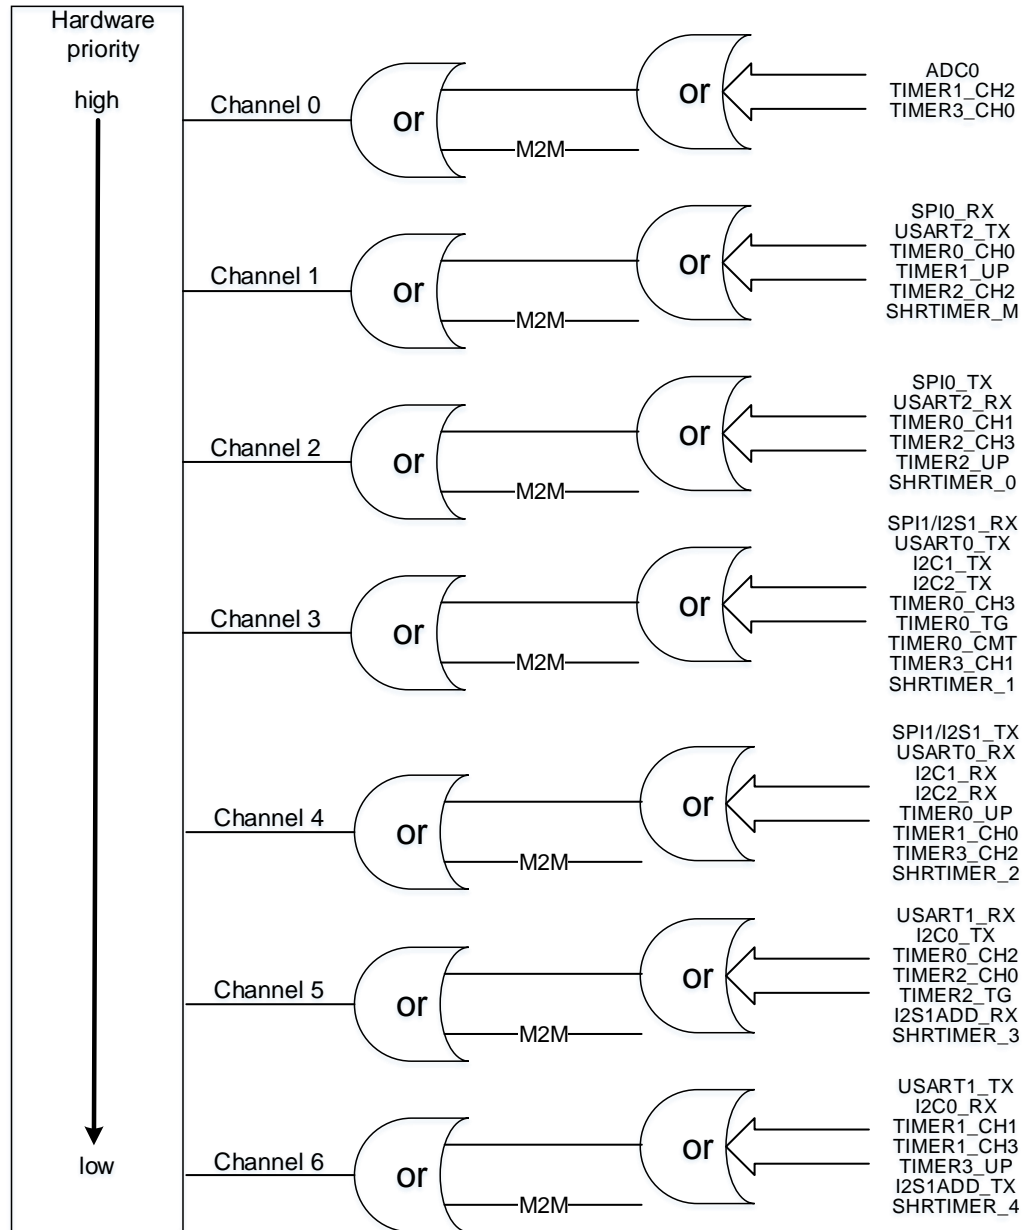 Hardware
priority
high
low
Channel 0
or
M2M
or
ADC0
TIMER1_CH2
TIMER3_CH0
Channel 1
or
M2M
or
SPI0_RX
USART2_TX
TIMER0_CH0
TIMER1_UP
TIMER2_CH2
SHRTIMER_M
Channel 2
or
M2M
or
SPI0_TX
USART2_RX
TIMER0_CH1
TIMER2_CH3
TIMER2_UP
SHRTIMER_0
Channel 3
or
M2M
or
SPI1/I2S1_RX
USART0_TX
I2C1_TX
I2C2_TX
TIMER0_CH3
TIMER0_TG
TIMER0_CMT
TIMER3_CH1
SHRTIMER_1
Channel 4
or
M2M
or
SPI1/I2S1_TX
USART0_RX
I2C1_RX
I2C2_RX
TIMER0_UP
TIMER1_CH0
TIMER3_CH2
SHRTIMER_2
Channel 5
or
M2M
or
USART1_RX
I2C0_TX
TIMER0_CH2
TIMER2_CH0
TIMER2_TG
I2S1ADD_RX
SHRTIMER_3
Channel 6
or
M2M
or
USART1_TX
I2C0_RX
TIMER1_CH1
TIMER1_CH3
TIMER3_UP
I2S1ADD_TX
SHRTIMER_4